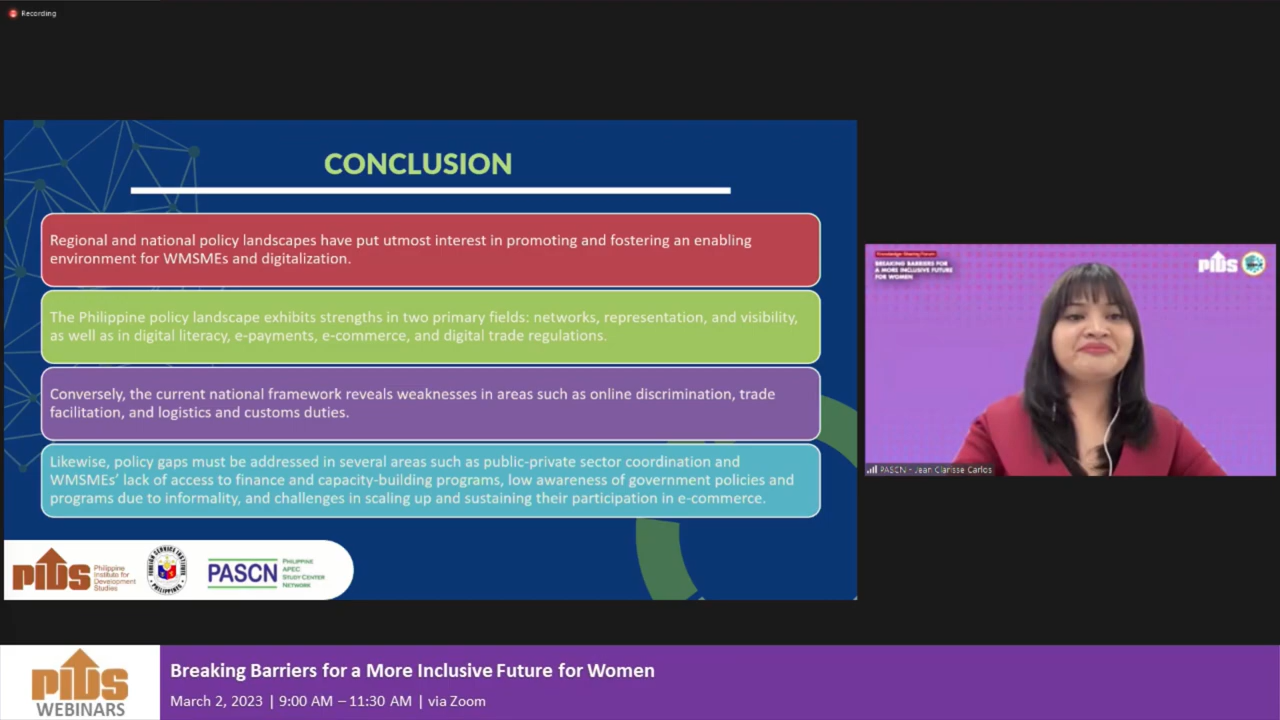 Recording
CONCLUSION
Regional and national policy landscapes have put utmost interest in promoting and fostering an enabling
environment for WMSMEs and digitalization.
The Philippine policy landscape exhibits strengths in two primary fields: networks, representation, and visibility,
as well as in digital literacy, e-payments, e-commerce, and digital trade regulations.
Conversely, the current national framework reveals weaknesses in areas such as online discrimination, trade
facilitation, and logistics and customs duties.
Likewise, policy gaps must be addressed in several areas such as public-private sector coordination and
WMSMEs' lack of access to finance and capacity-building programs, low awareness of government policies and
programs due to informality, and challenges in scaling up and sustaining their participation in e-commerce.
pids
Philippine
Institute for
Development
Studies
FOREIGN SERVICE INSTITUTE
PHILIPPINES
PASCN
PHILIPPINE
APEC
STUDY CENTER
NETWORK
Knowledge Sharing Forum
BREAKING BARRIERS FOR
A MORE INCLUSIVE FUTURE
FOR WOMEN
pids
PASCN - Jean Clarisse Carlos
pids
WEBINARS
Breaking Barriers for a More Inclusive Future for Women
March 2, 2023 | 9:00 AM – 11:30 AM | via Zoom